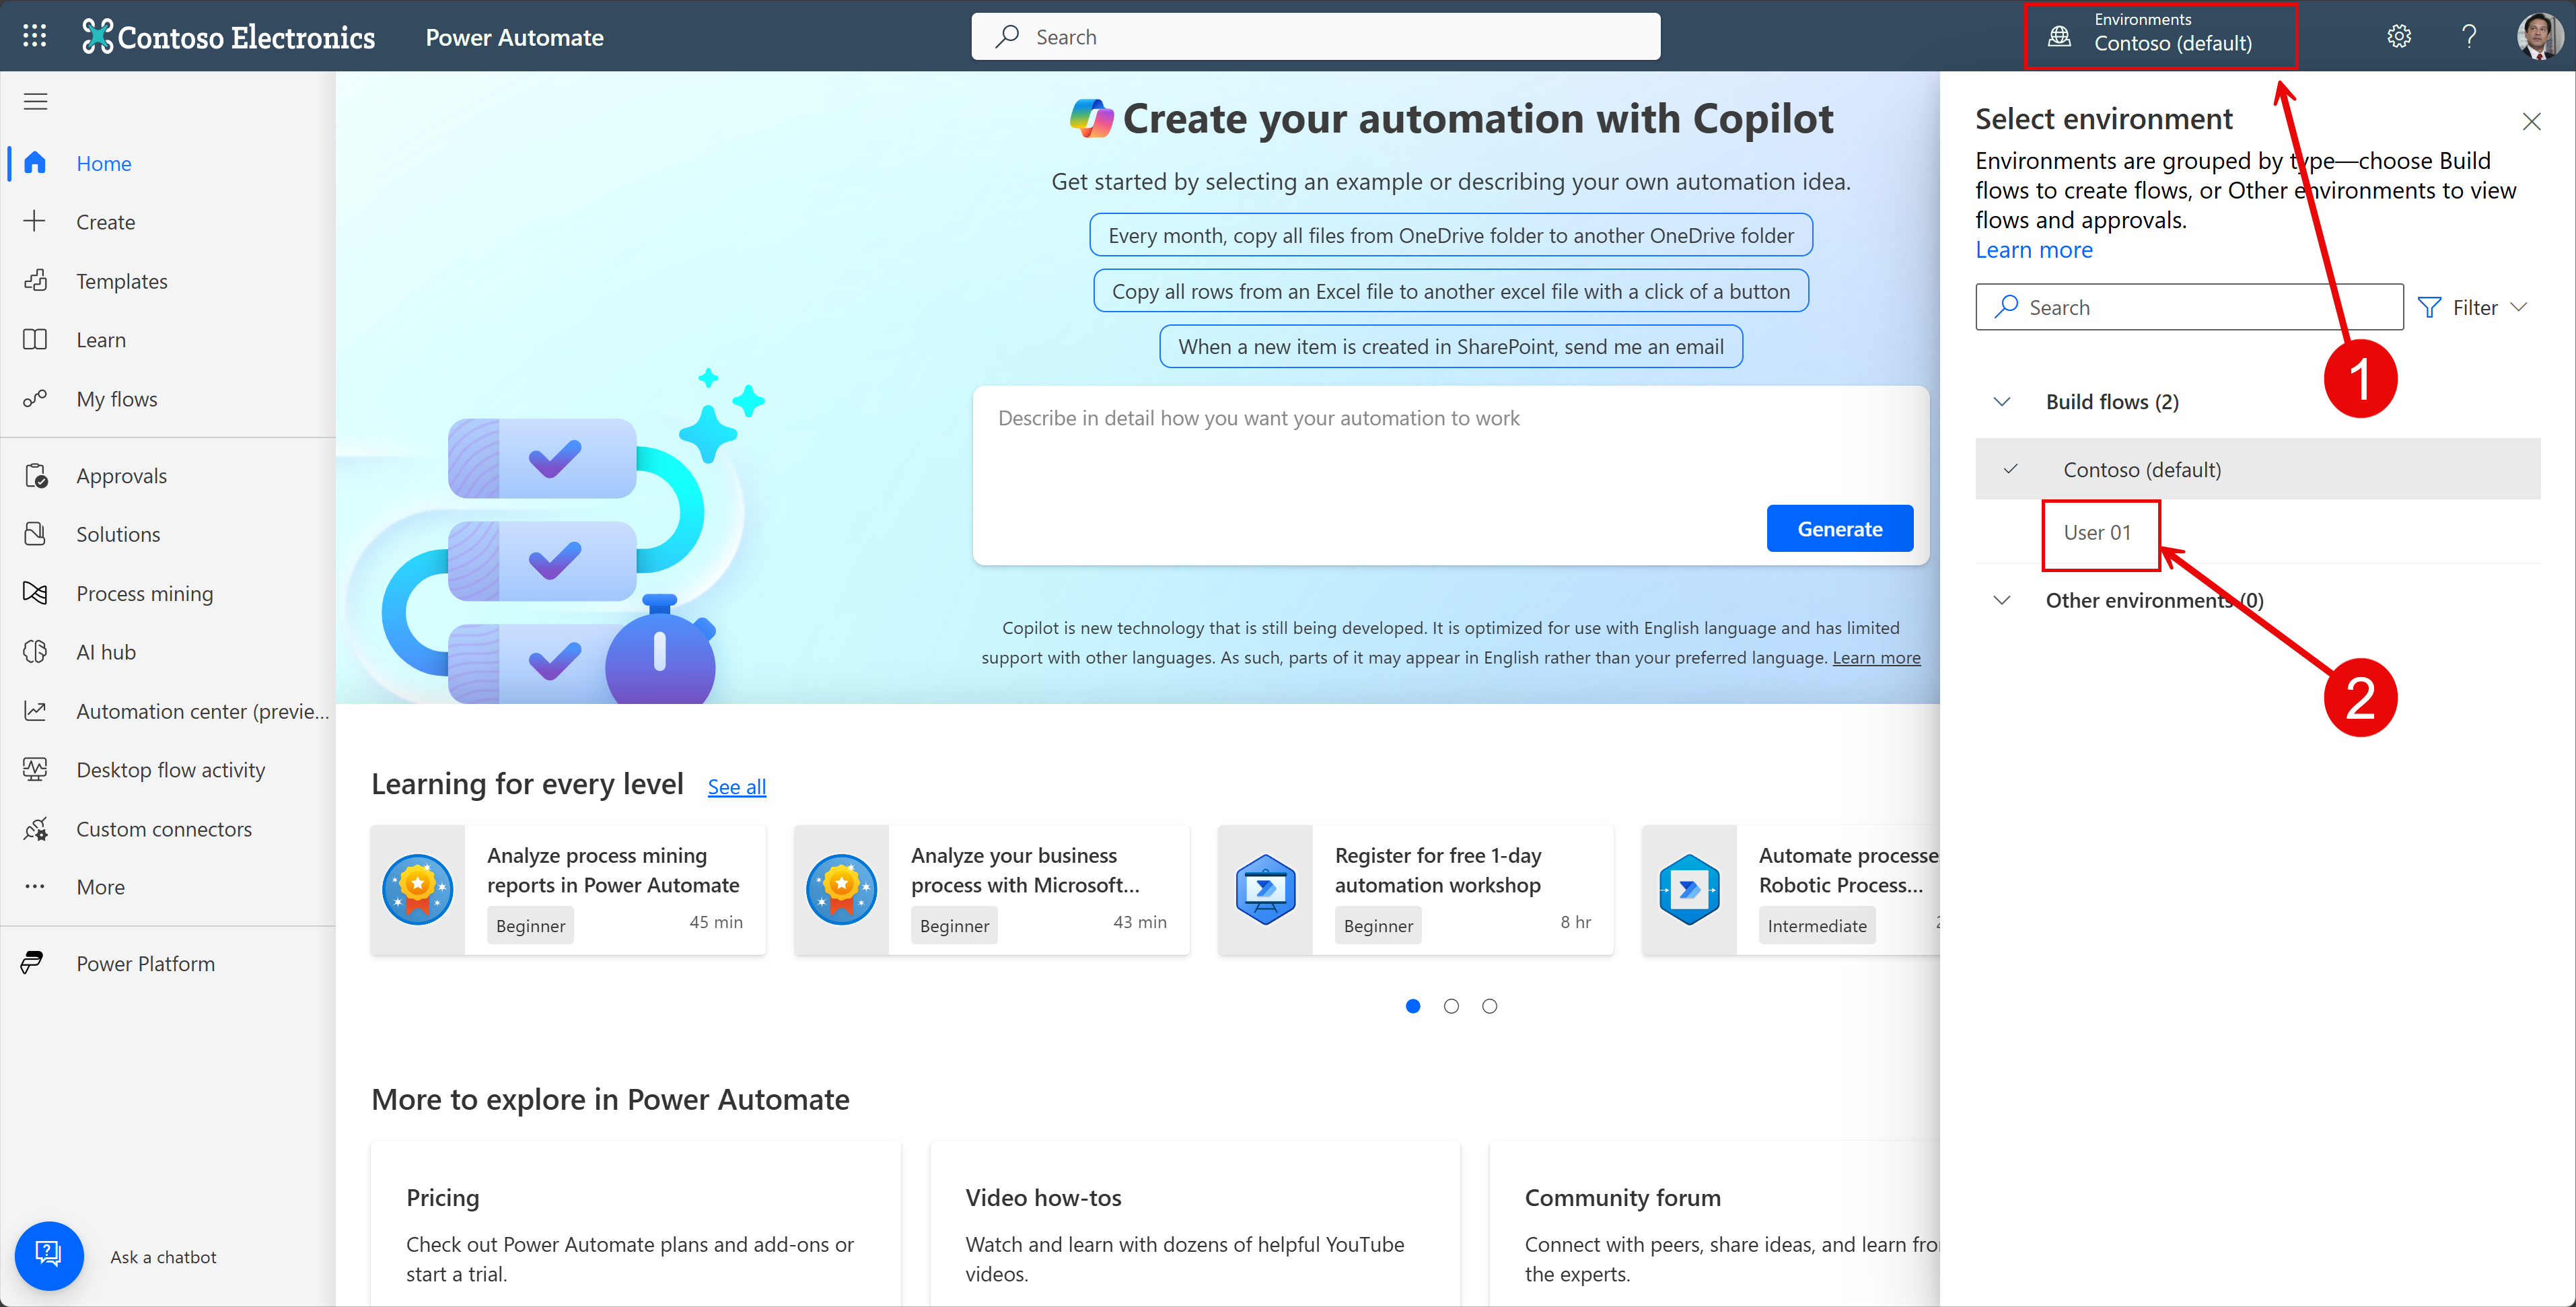 Contoso Electronics
Power Automate
Search
Environments
Contoso (default)
?
Home
Create
Templates
Learn
My flows
Approvals
Solutions
Process mining
AI hub
Automation center (previe...
Desktop flow activity
Custom connectors
More
Power Platform
Ask a chatbot
Create your automation with Copilot
Get started by selecting an example or describing your own automation idea.
Every month, copy all files from OneDrive folder to another OneDrive folder
Copy all rows from an Excel file to another excel file with a click of a button
When a new item is created in SharePoint, send me an email
Describe in detail how you want your automation to work
Generate
Copilot is new technology that is still being developed. It is optimized for use with English language and has limited
support with other languages. As such, parts of it may appear in English rather than your preferred language. Learn more
Learning for every level See all
Analyze process mining
reports in Power Automate
Beginner 45 min
Analyze your business
process with Microsoft...
Beginner 43 min
Register for free 1-day
automation workshop
Beginner 8 hr
Automate processe
Robotic Process...
Intermediate
More to explore in Power Automate
Pricing
Check out Power Automate plans and add-ons or
start a trial.
Video how-tos
Watch and learn with dozens of helpful YouTube
videos.
Community forum
Connect with peers, share ideas, and learn fro
the experts.
Select environment
Environments are grouped by type—choose Build
flows to create flows, or Other environments to view
flows and approvals.
Learn more
Search
Filter
1
Build flows (2)
Contoso (default)
User 01
Other environments (0)
2